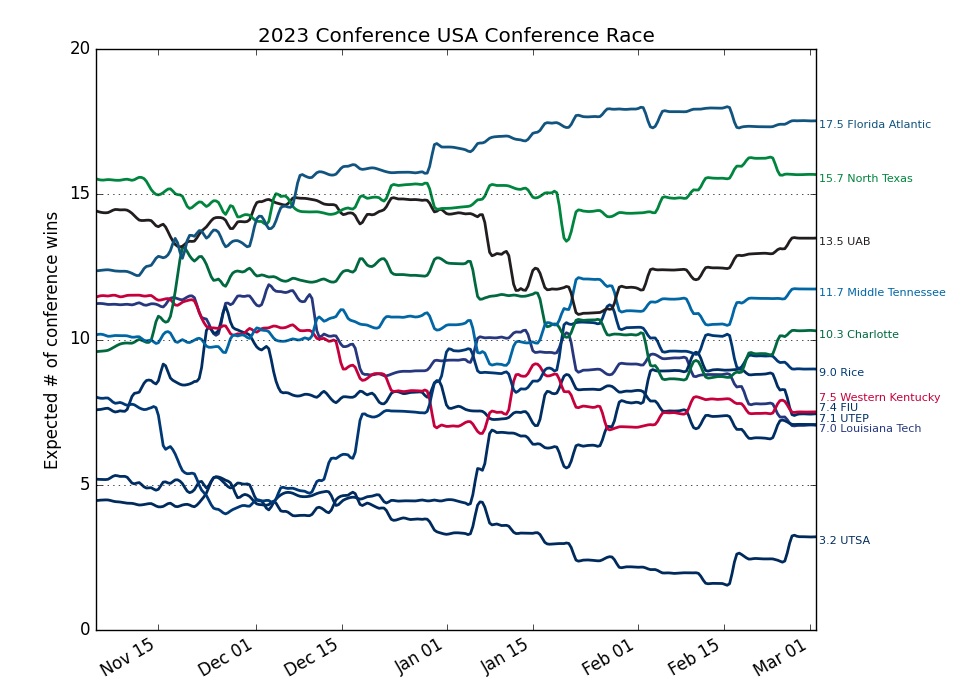 2023 Conference USA Conference Race
Expected # of conference wins
20
15
10
5
0
17.5 Florida Atlantic
15.7 North Texas
13.5 UAB
11.7 Middle Tennessee
10.3 Charlotte
9.0 Rice
7.5 Western Kentucky
7.4 FIU
7.1 UTEP
7.0 Louisiana Tech
3.2 UTSA
Nov 15
Dec 01
Dec 15
Jan 01
Jan 15
Feb 01
Feb 15
Mar 01